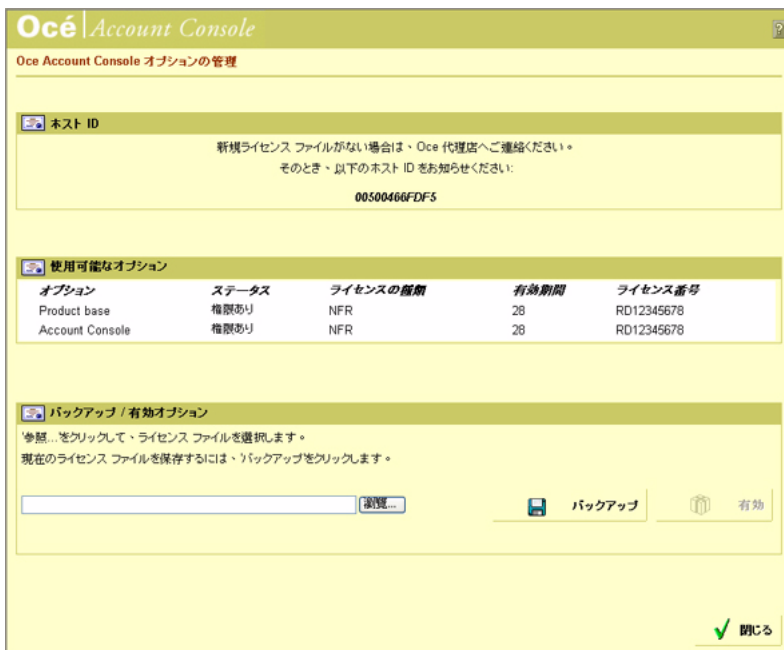 Océ Account Console
Oce Account Console オプションの管理
ホスト ID
新規ライセンス ファイルがない場合は、Oce 代理店へご連絡ください。
そのとき、以下のホスト ID をお知らせください:
00500466FDF5
使用可能なオプション
オプション ステータス ライセンスの種類 有効期間 ライセンス番号
Product base 権限あり NFR 28 RD12345678
Account Console 権限あり NFR 28 RD12345678
バックアップ / 有効オプション
'参照...'をクリックして、ライセンス ファイルを選択します。
現在のライセンス ファイルを保存するには、'バックアップ'をクリックします。
瀏覽... バックアップ 有効
閉じる